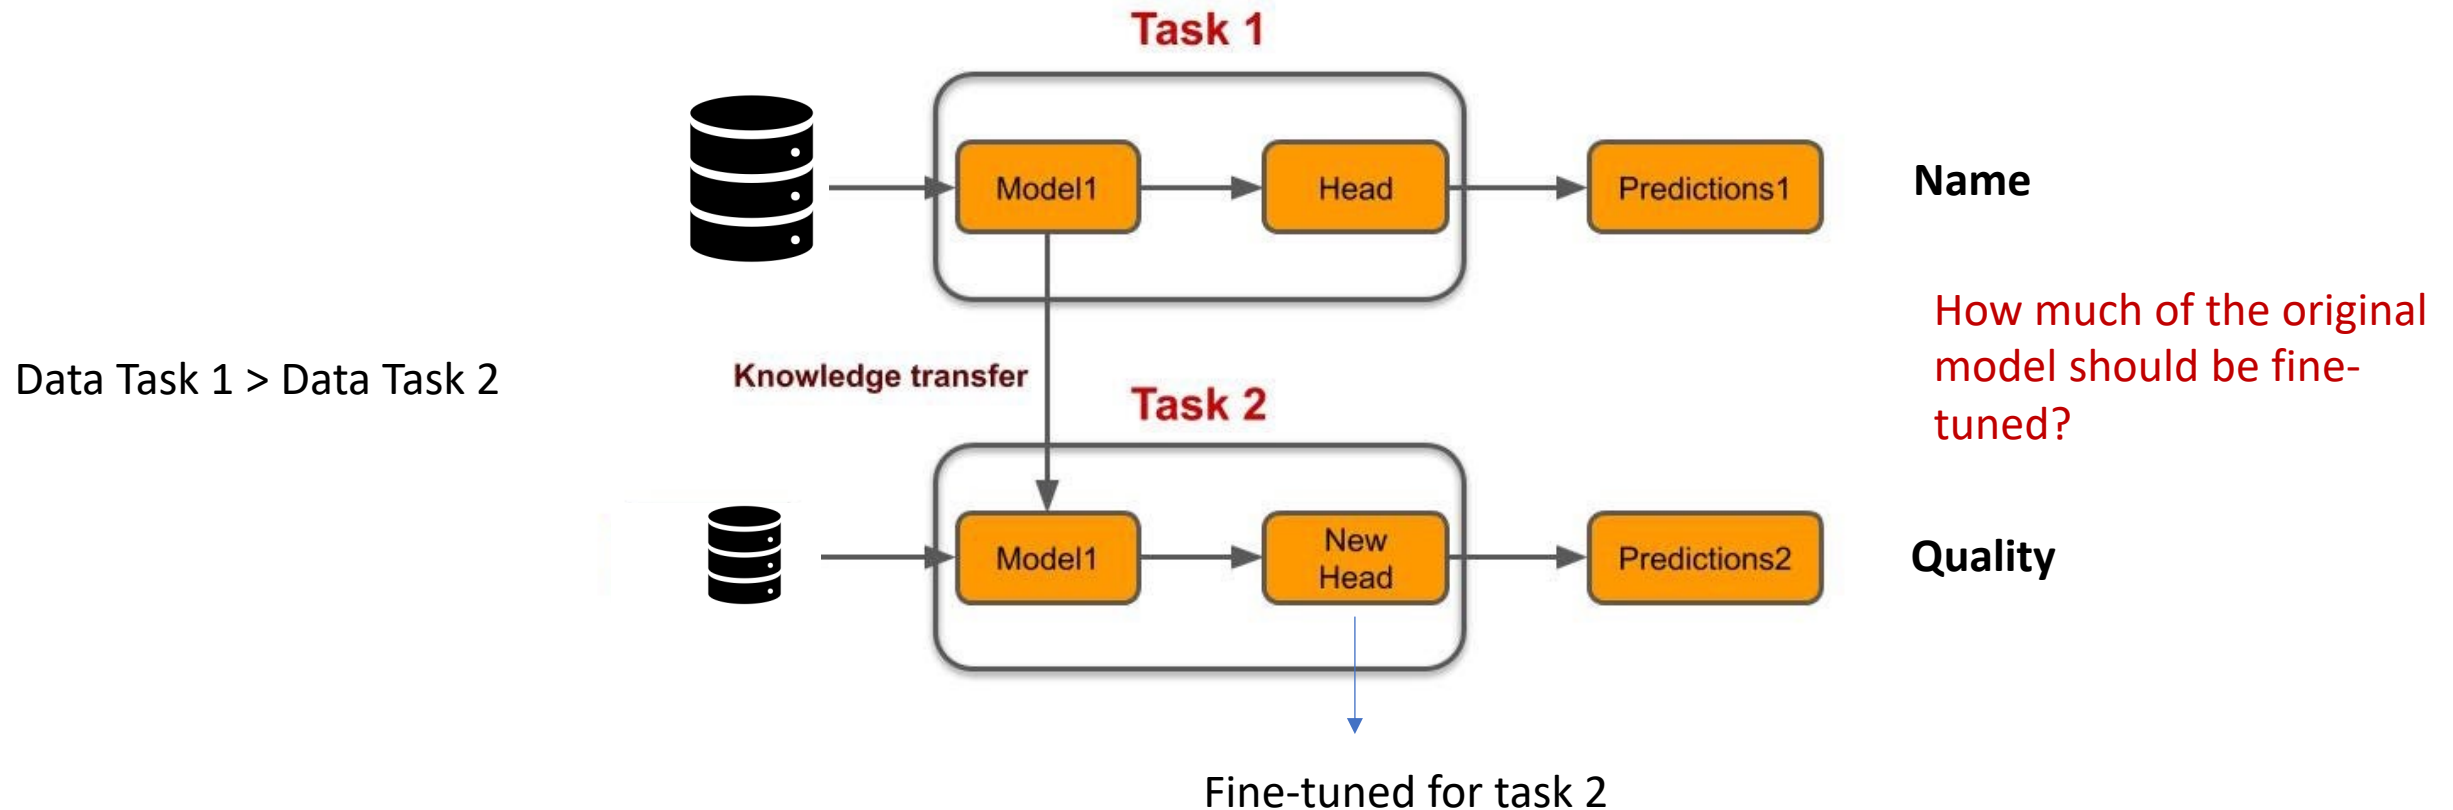 Task 1
Model1
Head
Predictions1
Name
How much of the original
model should be fine-
tuned?
Data Task 1 > Data Task 2
Knowledge transfer
Task 2
Model1
New
Head
Predictions2
Quality
Fine-tuned for task 2